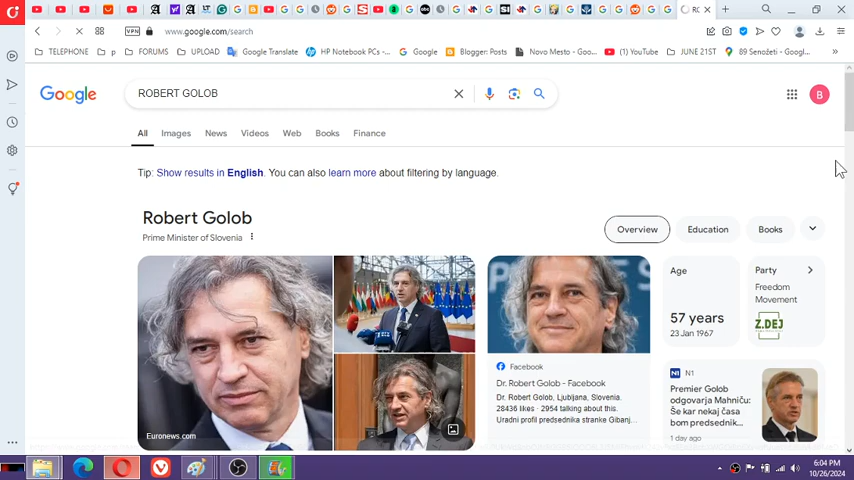 VPN
www.google.com/search
TELEPHONE p FORUMS UPLOAD Google Translate HP Notebook PCs -... Google Blogger: Posts Novo Mesto - Googl... (1) YouTube JUNE 21ST 89 Senožeti - Googl...
Google
ROBERT GOLOB
B
All Images News Videos Web Books Finance
Tip: Show results in English. You can also learn more about filtering by language.
Robert Golob
Prime Minister of Slovenia
Overview Education Books
Euronews.com
Facebook
Dr. Robert Golob - Facebook
Dr. Robert Golob, Ljubljana, Slovenia.
28436 likes · 2954 talking about this.
Uradni profil predsednika stranke Gibanj...
Age
57 years
23 Jan 1967
Party
Freedom
Movement
Z.DEJ
N1 N1
Premier Golob
odgovarja Mahniču:
Še kar nekaj časa
bom predsednik...
1 day ago
6:04 PM
10/26/2024